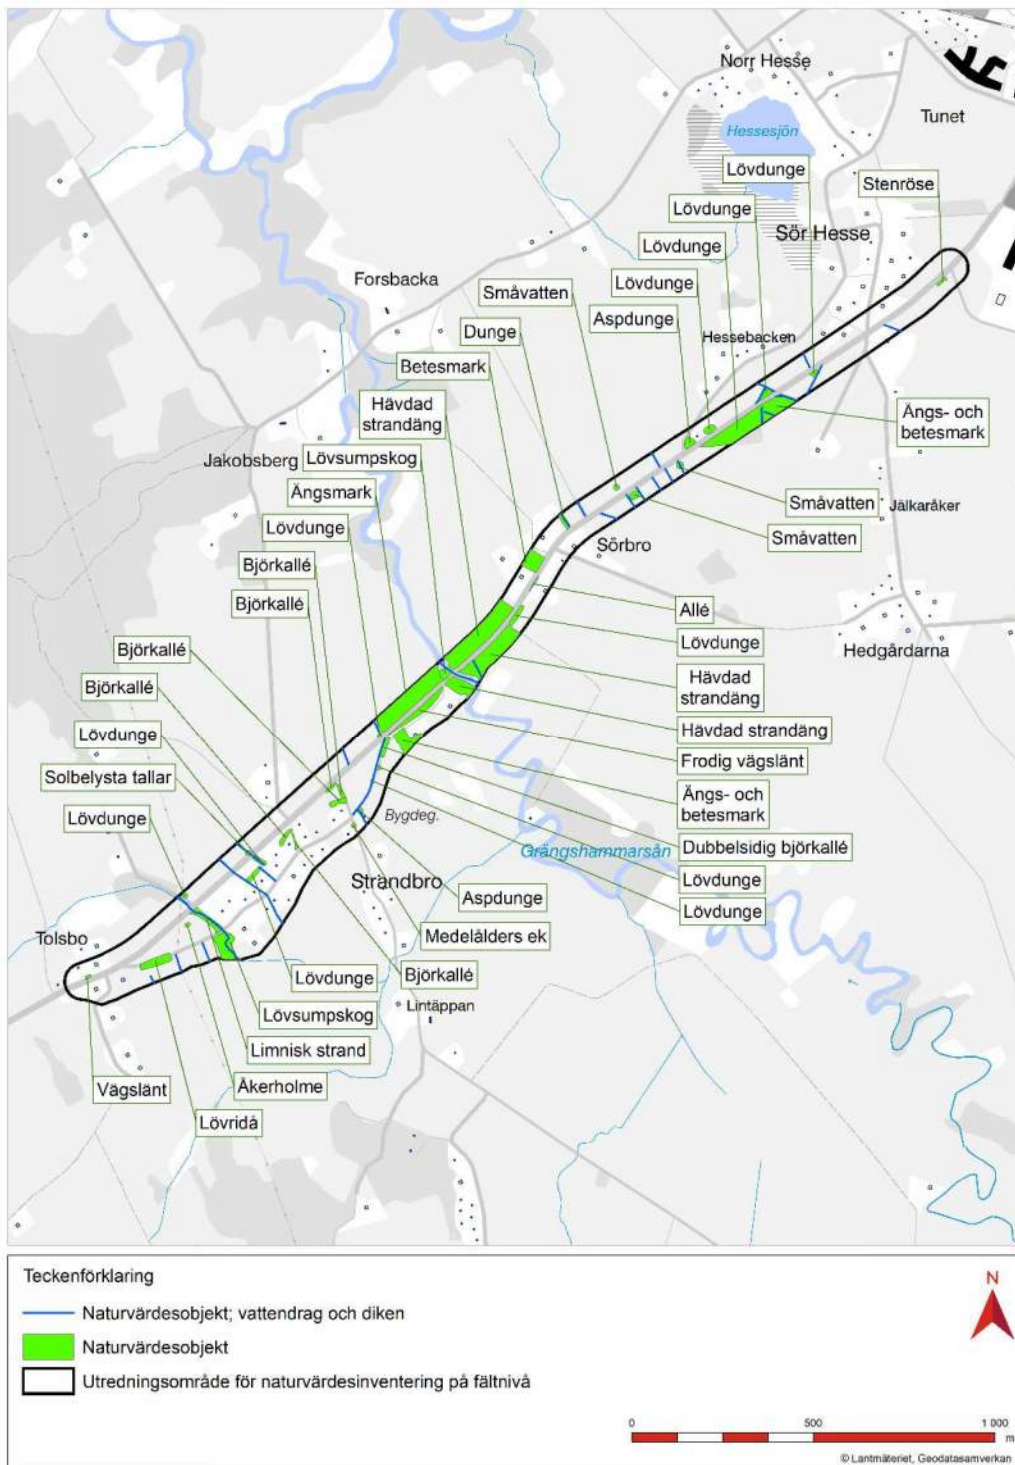 Norr Hesse
Tunet
Hessesjön
Lövdunge
Stenröse
Lövdunge
Sör Hesse
Lövdunge
Forsbacka
Lövdunge
Småvatten
Aspdunge
Dunge
Hessebacken
Betesmark
Hävdad
strandäng
Ängs- och
betesmark
Jakobsberg
Lövsumpskog
Ängsmark
Småvatten
Jälkaråker
Lövdunge
Småvatten
Sörbro
Björkallé
Björkallé
Allé
Lövdunge
Hedgårdarna
Björkallé
Hävdad
strandäng
Björkallé
Hävdad strandäng
Lövdunge
Frodig vägslänt
Solbelysta tallar
Ängs- och
betesmark
Lövdunge
Bygdeg.
Dubbelsidig björkallé
Grängshammarsån
Lövdunge
Strandbro
Aspdunge
Lövdunge
Tolsbo
Medelålders ek
Björkallé
Lövdunge
Lintäppan
Lövsumpskog
Limnisk strand
Åkerholme
Vägslänt
Lövridå
Teckenförklaring
N
Naturvärdesobjekt; vattendrag och diken
Naturvärdesobjekt
Utredningsområde för naturvärdesinventering på fältnivå
0 500 1 000
m
© Lantmäteriet, Geodatasamverkan